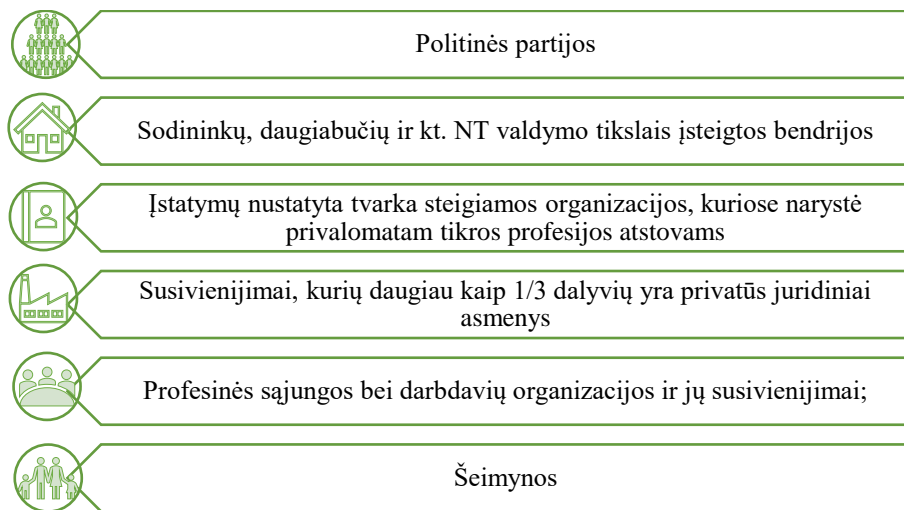 Politinės partijos
Sodininkų, daugiabučių ir kt. NT valdymo tikslais įsteigtos bendrijos
Įstatymų nustatyta tvarka steigiamos organizacijos, kuriose narystė
privalomatam tikros profesijos atstovams
Susivienijimai, kurių daugiau kaip 1/3 dalyvių yra privatūs juridiniai
asmenys
Profesinės sąjungos bei darbdavių organizacijos ir jų susivienijimai;
Šeimynos